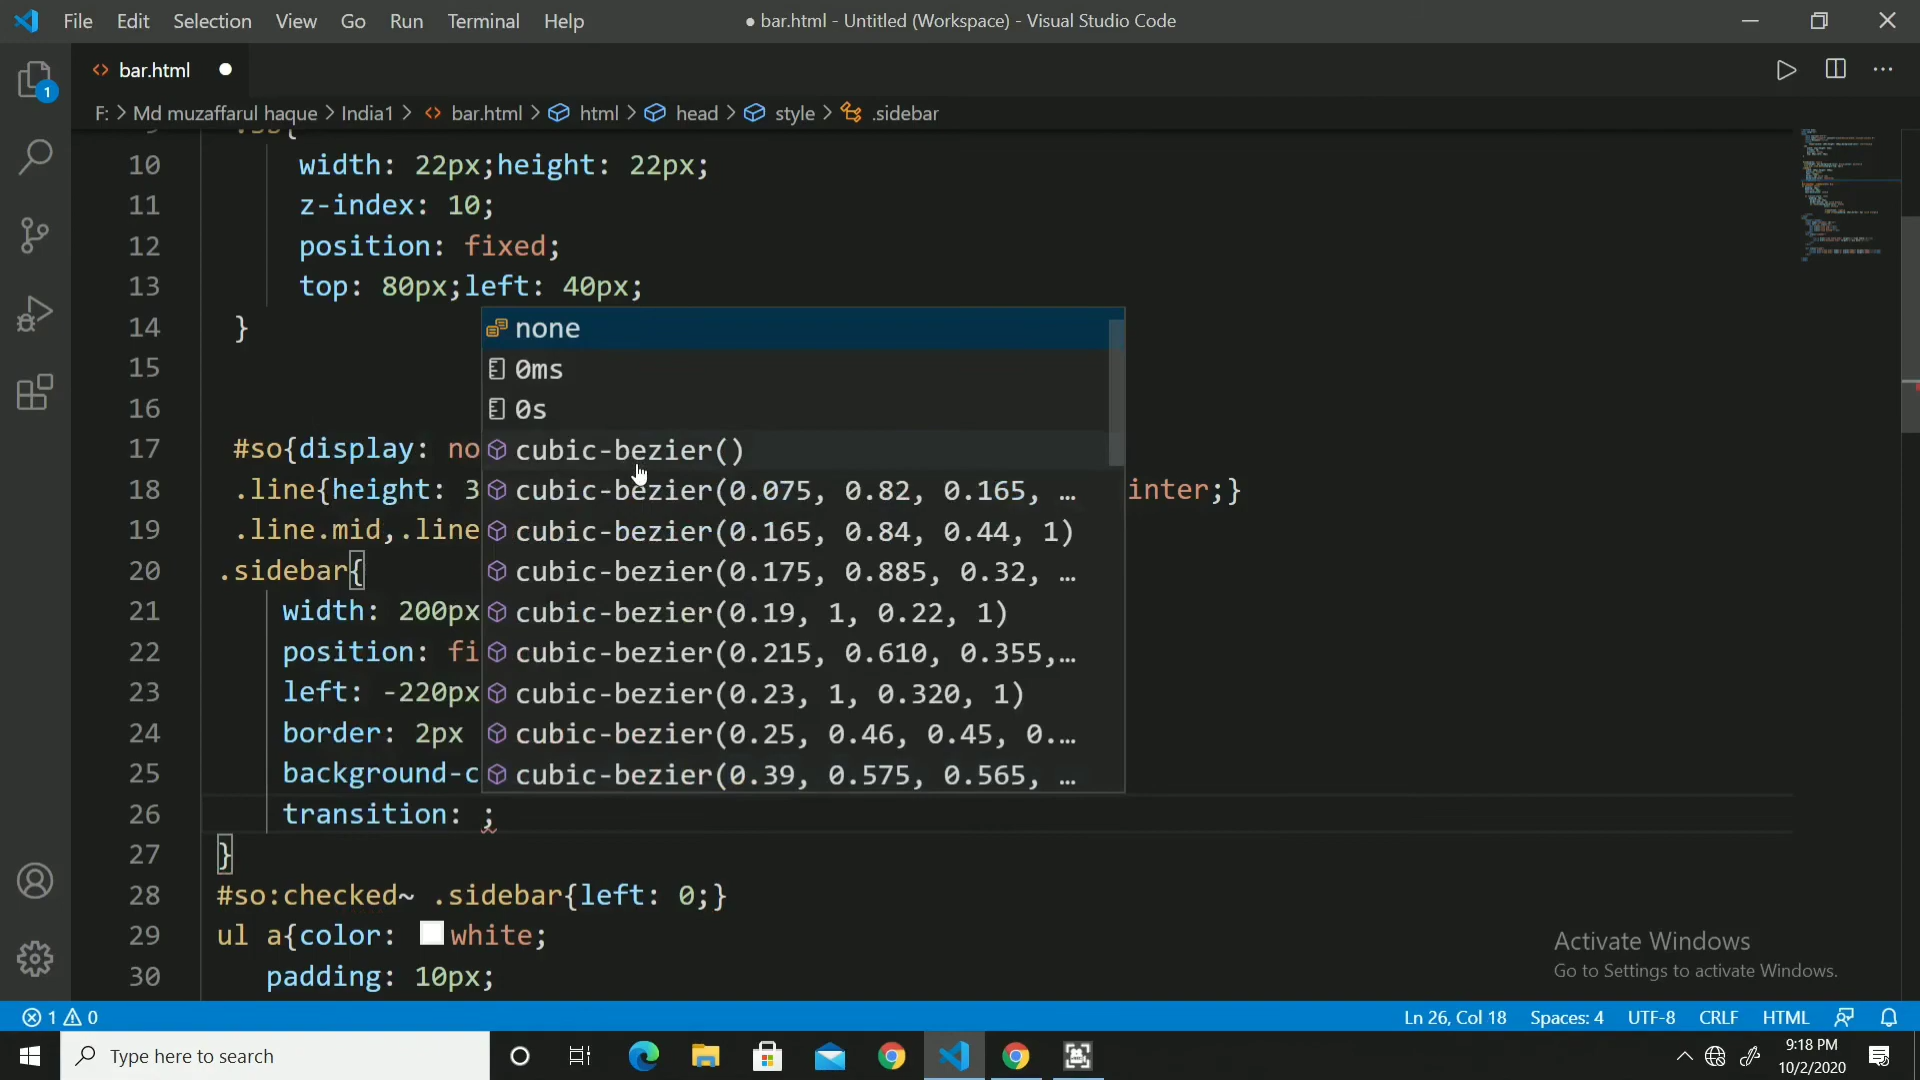 File Edit Selection View Go Run Terminal Help
● bar.html - Untitled (Workspace) - Visual Studio Code
1
<> bar.html ●
F: > Md muzaffarul haque > India1 > <> bar.html > html > head > style > .sidebar
10 width: 22px;height: 22px;
11 z-index: 10;
12 position: fixed;
13 top: 80px;left: 40px;
14 }
15
16
17 #so{display: no
18 .line{height: 3 inter;}
19 .line.mid,.line
20 .sidebar{
21 width: 200px
22 position: fi
23 left: -220px
24 border: 2px
25 background-c
26 transition: ;
27 }
28 #so:checked~ .sidebar{left: 0;}
29 ul a{color: white;
30 padding: 10px;
none
0ms
0s
cubic-bezier()
cubic-bezier(0.075, 0.82, 0.165, …
cubic-bezier(0.165, 0.84, 0.44, 1)
cubic-bezier(0.175, 0.885, 0.32, …
cubic-bezier(0.19, 1, 0.22, 1)
cubic-bezier(0.215, 0.610, 0.355,…
cubic-bezier(0.23, 1, 0.320, 1)
cubic-bezier(0.25, 0.46, 0.45, 0.…
cubic-bezier(0.39, 0.575, 0.565, …
Activate Windows
Go to Settings to activate Windows.
1 0 Ln 26, Col 18 Spaces: 4 UTF-8 CRLF HTML
Type here to search
9:18 PM
10/2/2020